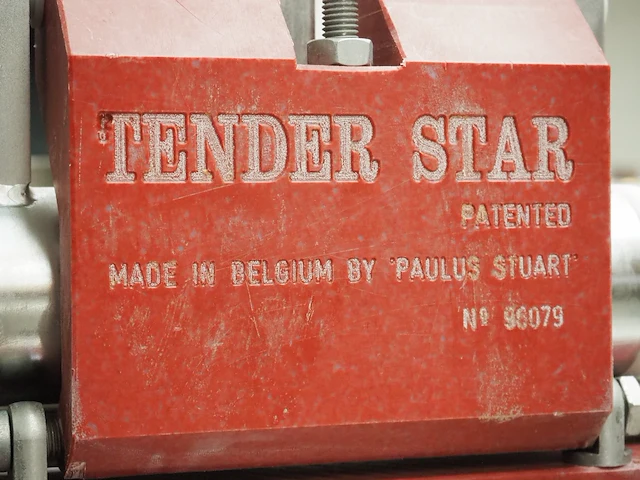 TENDER STAR
PATENTED
MADE IN BELGIUM BY 'PAULUS STUART'
Nº 96079